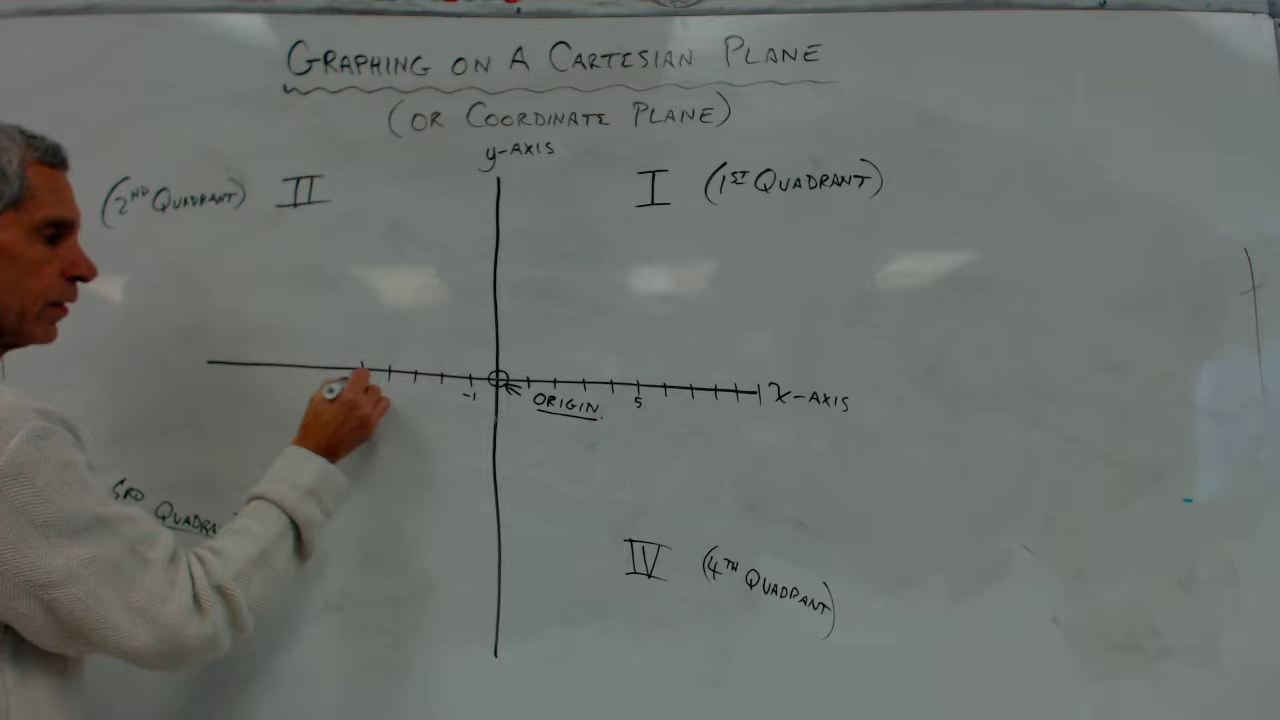 GRAPHING ON A CARTESIAN PLANE
(OR COORDINATE PLANE)
y-AXIS
(2ND QUADRANT) II
I (1ST QUADRANT)
-1
ORIGIN
5
X-AXIS
3RD
IV (4TH QUADRANT)